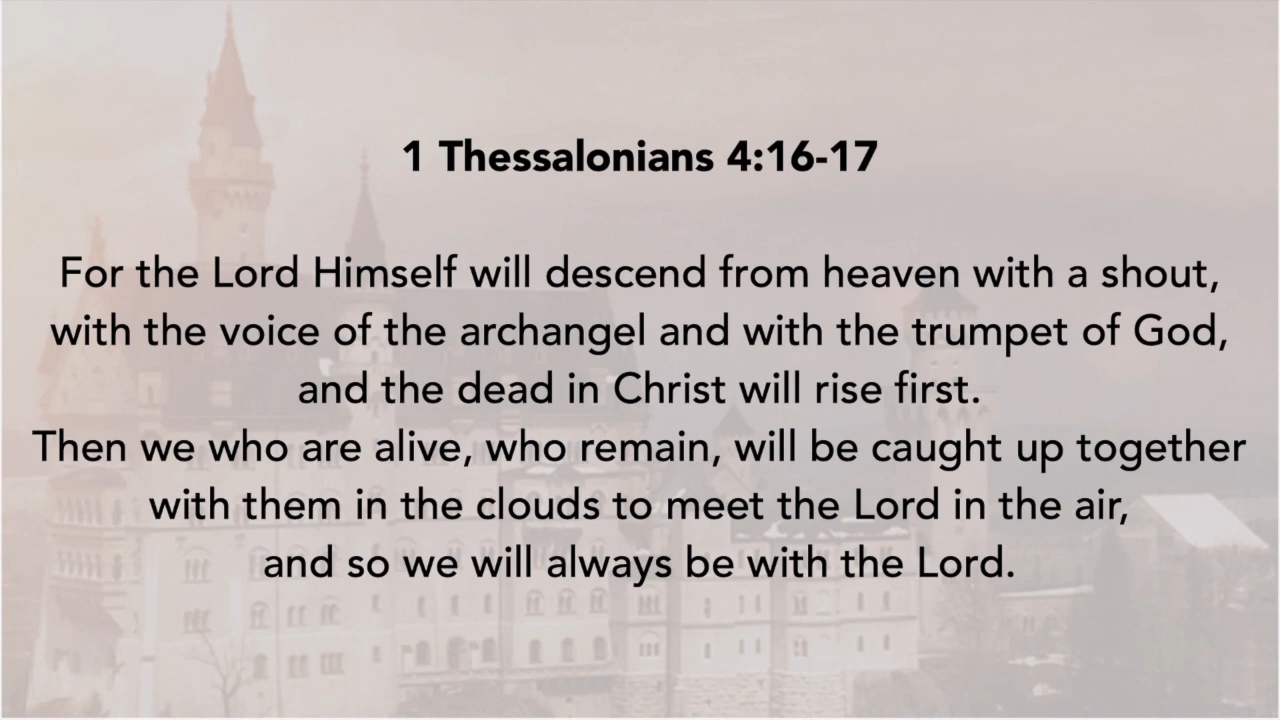 1 Thessalonians 4:16-17
For the Lord Himself will descend from heaven with a shout,
with the voice of the archangel and with the trumpet of God,
and the dead in Christ will rise first.
Then we who are alive, who remain, will be caught up together
with them in the clouds to meet the Lord in the air,
and so we will always be with the Lord.